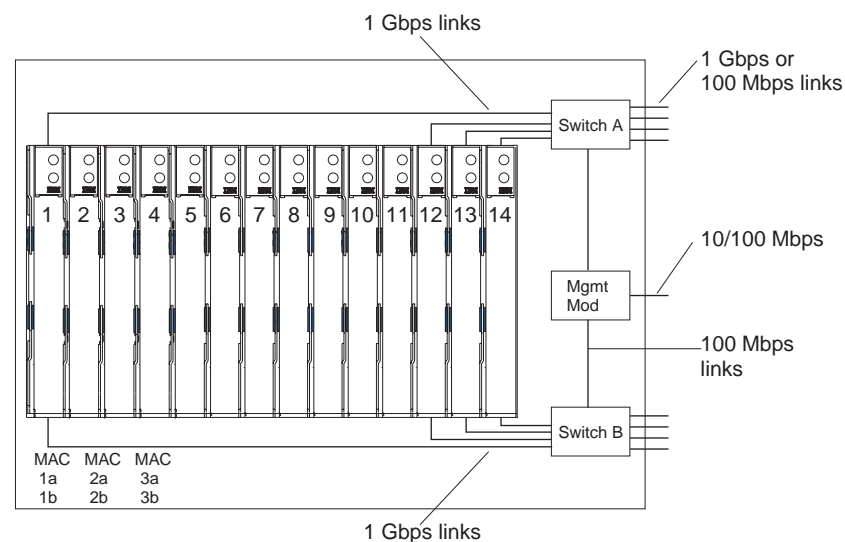 1 Gbps links
1 Gbps or
100 Mbps links
Switch A
1 2 3 4 5 6 7 8 9 10 11 12 13 14
10/100 Mbps
Mgmt
Mod
100 Mbps
links
Switch B
MAC MAC MAC
1a 2a 3a
1b 2b 3b
1 Gbps links